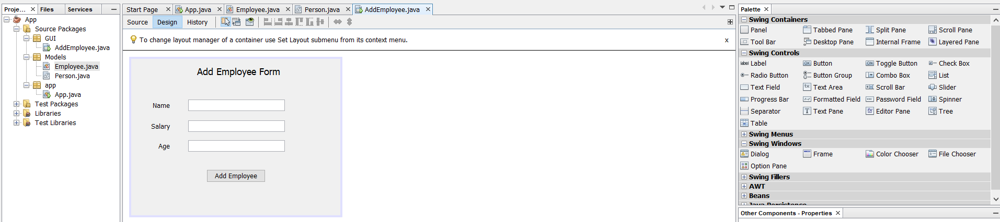 Proje...
Files
Services
App
Source Packages
GUI
AddEmployee.java
Models
Employee.java
Person.java
app
App.java
Test Packages
Libraries
Test Libraries
Start Page
App.java
Employee.java
Person.java
AddEmployee.java
Source Design History
To change layout manager of a container use Set Layout submenu from its context menu.
x
Add Employee Form
Name
Salary
Age
Add Employee
Palette
Swing Containers
Panel Tabbed Pane Split Pane Scroll Pane
Tool Bar Desktop Pane Internal Frame Layered Pane
Swing Controls
label Label OK Button ON Toggle Button Check Box
Radio Button Button Group Combo Box List
Text Field tx Text Area Scroll Bar Slider
Progress Bar Formatted Field Password Field Spinner
Separator T Text Pane Editor Pane Tree
Table
Swing Menus
Swing Windows
Dialog Frame Color Chooser File Chooser
Option Pane
Swing Fillers
AWT
Beans
Java Persistence
Other Components - Properties